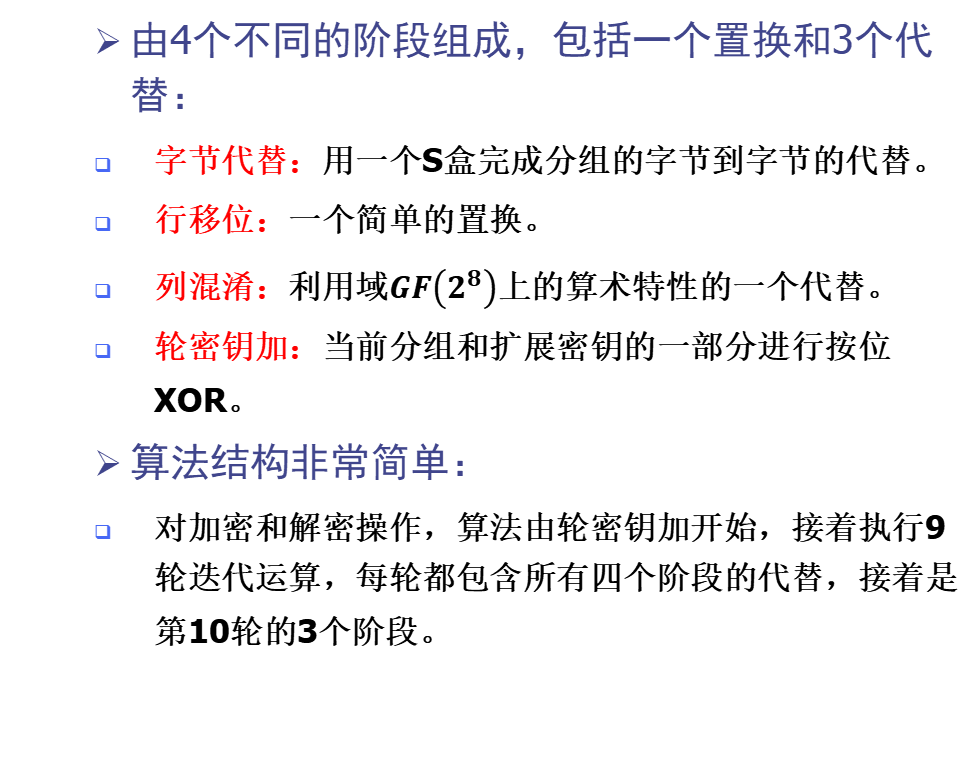 由4个不同的阶段组成，包括一个置换和3个代
替：
字节代替：用一个S盒完成分组的字节到字节的代替。
行移位：一个简单的置换。
列混淆：利用域GF(2⁸)上的算术特性的一个代替。
轮密钥加：当前分组和扩展密钥的一部分进行按位
XOR。
算法结构非常简单：
对加密和解密操作，算法由轮密钥加开始，接着执行9
轮迭代运算，每轮都包含所有四个阶段的代替，接着是
第10轮的3个阶段。